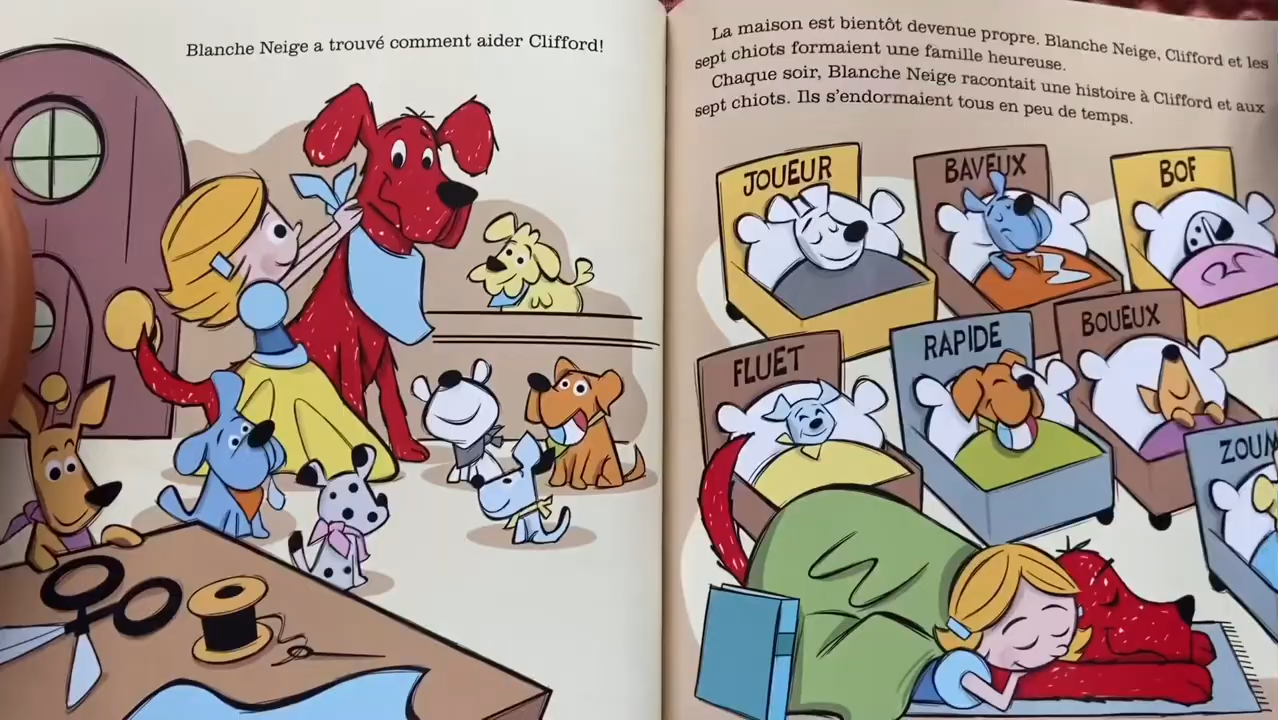 Blanche Neige a trouvé comment aider Clifford!
La maison est bientôt devenue propre. Blanche Neige, Clifford et les
sept chiots formaient une famille heureuse.
Chaque soir, Blanche Neige racontait une histoire à Clifford et aux
sept chiots. Ils s'endormaient tous en peu de temps.
JOUEUR
BAVEUX
BOF
FLUET
RAPIDE
BOUEUX
ZOUM